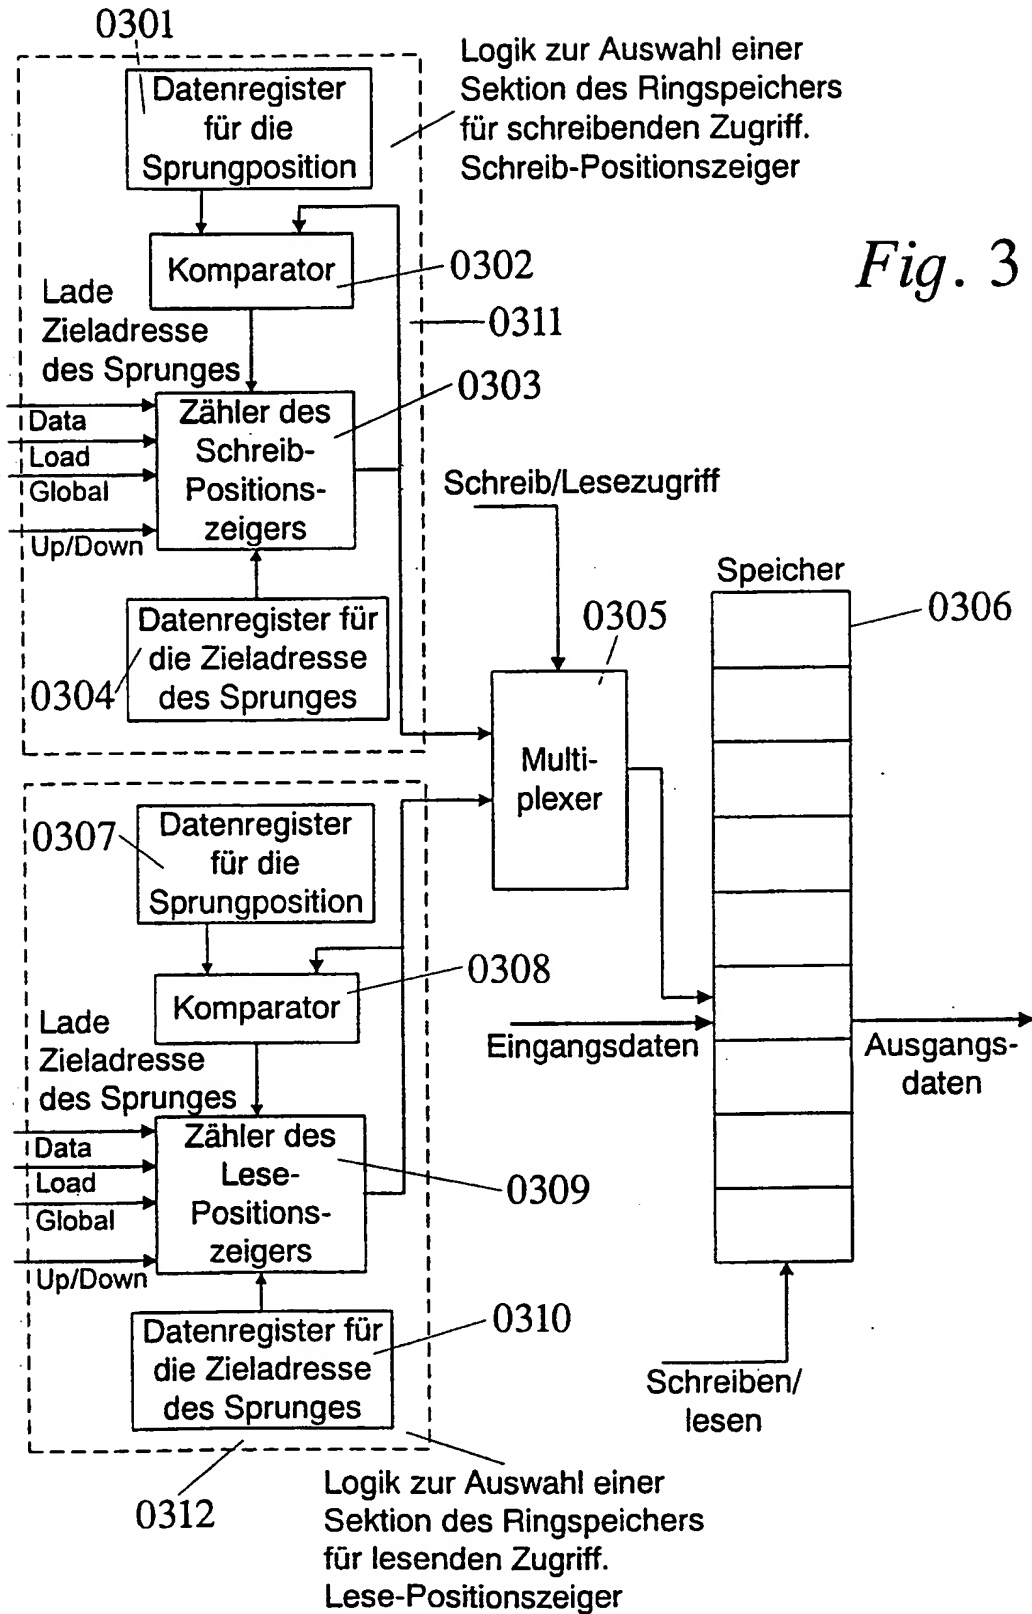 0301
Datenregister
für die
Sprungposition
Logik zur Auswahl einer
Sektion des Ringspeichers
für schreibenden Zugriff.
Schreib-Positionszeiger
Fig. 3
Komparator
0302
Lade
Zieladresse
des Sprunges
0311
0303
Zähler des
Schreib-
Positions-
zeigers
Data
Load
Global
Up/Down
Schreib/Lesezugriff
Datenregister für
die Zieladresse
des Sprunges
0304
0305
Multi-
plexer
Speicher
0306
0307
Datenregister
für die
Sprungposition
Komparator
0308
Lade
Zieladresse
des Sprunges
Eingangsdaten
Ausgangs-
daten
Zähler des
Lese-
Positions-
zeigers
0309
Data
Load
Global
Up/Down
Datenregister für
die Zieladresse
des Sprunges
0310
Schreiben/
lesen
0312
Logik zur Auswahl einer
Sektion des Ringspeichers
für lesenden Zugriff.
Lese-Positionszeiger